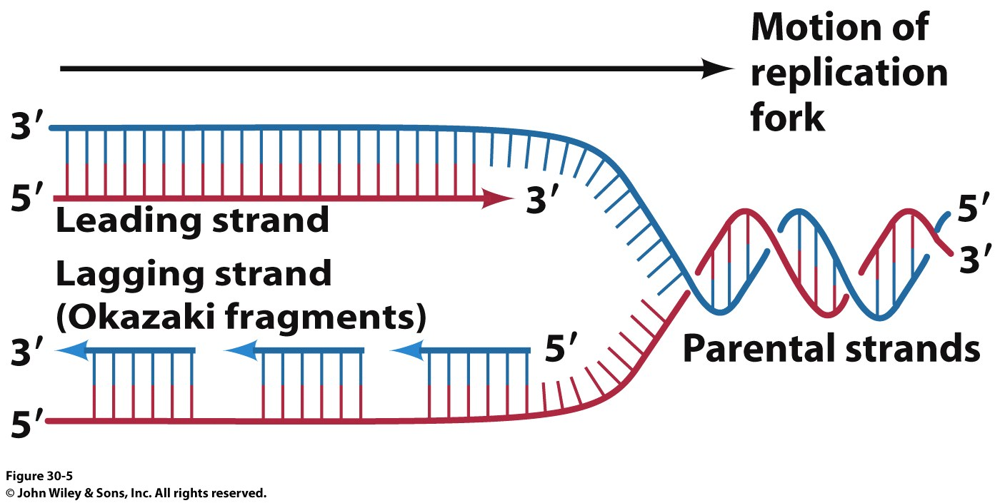 Motion of
replication
fork
3′
5′
3′
Leading strand
Lagging strand
(Okazaki fragments)
3′
5′
5′
5′
3′
Parental strands
Figure 30-5
© John Wiley & Sons, Inc. All rights reserved.